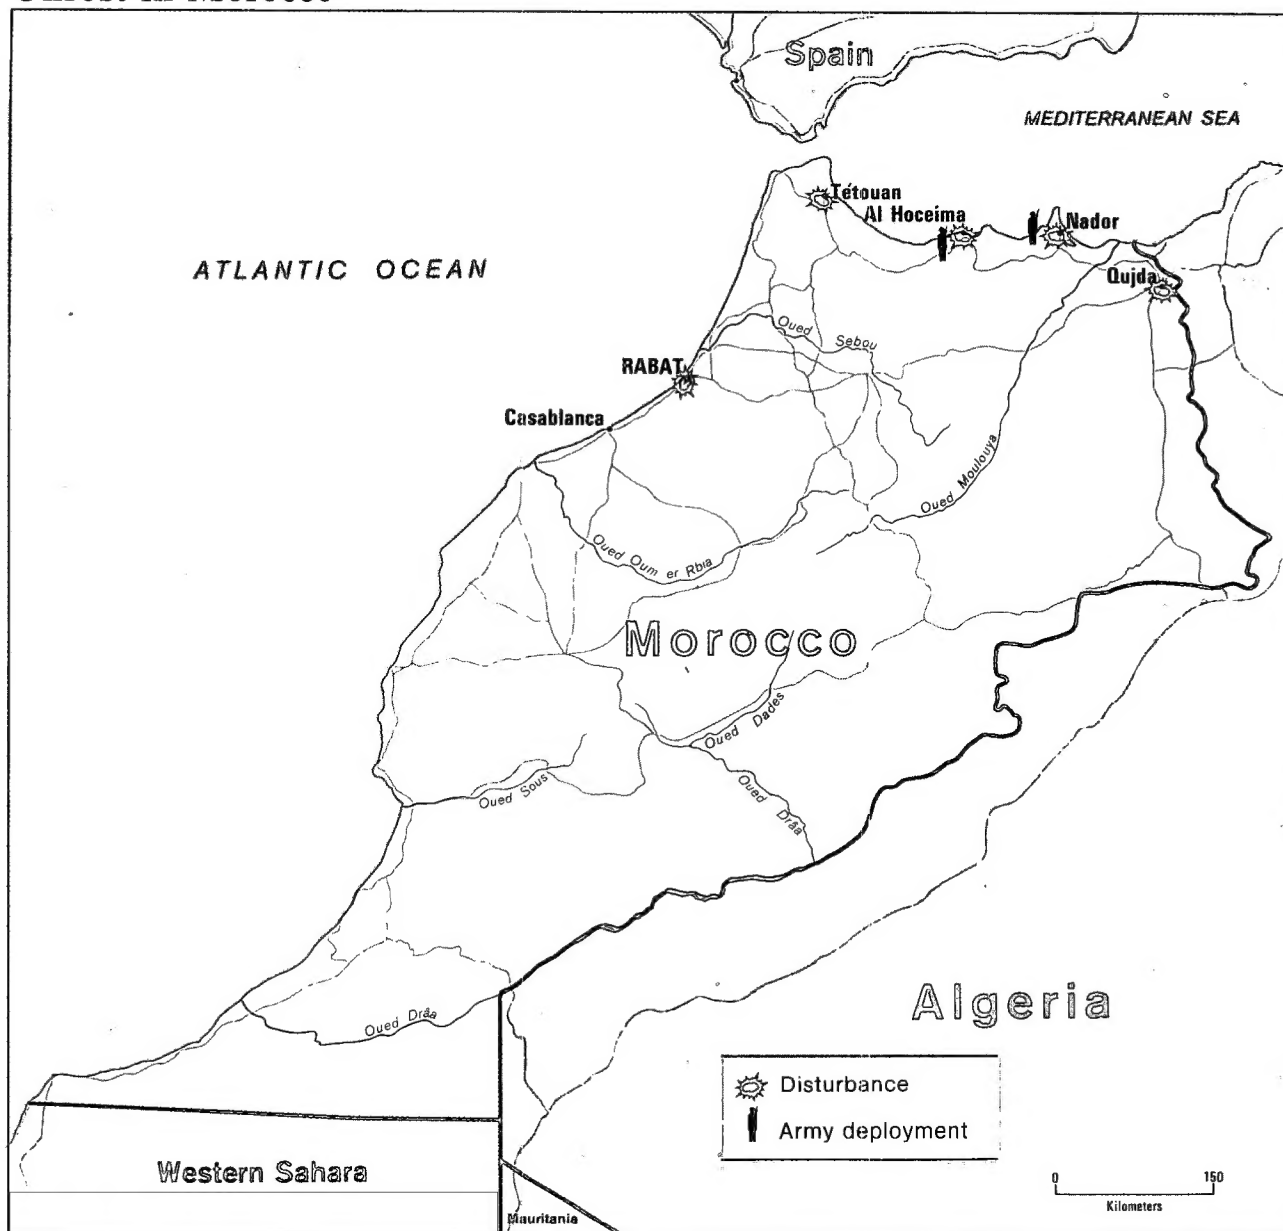 Spain
MEDITERRANEAN SEA
Tétouan
Al Hoceima
Nador
ATLANTIC OCEAN
Qujda
Oued Sebou
RABAT
Casablanca
Oued Moulouya
Oued Oum er Rbia
Morocco
Oued Dades
Oued Sous
Oued Drâa
Algeria
Oued Drâa
Disturbance
Army deployment
Western Sahara
0 150
Kilometers
Mauritania